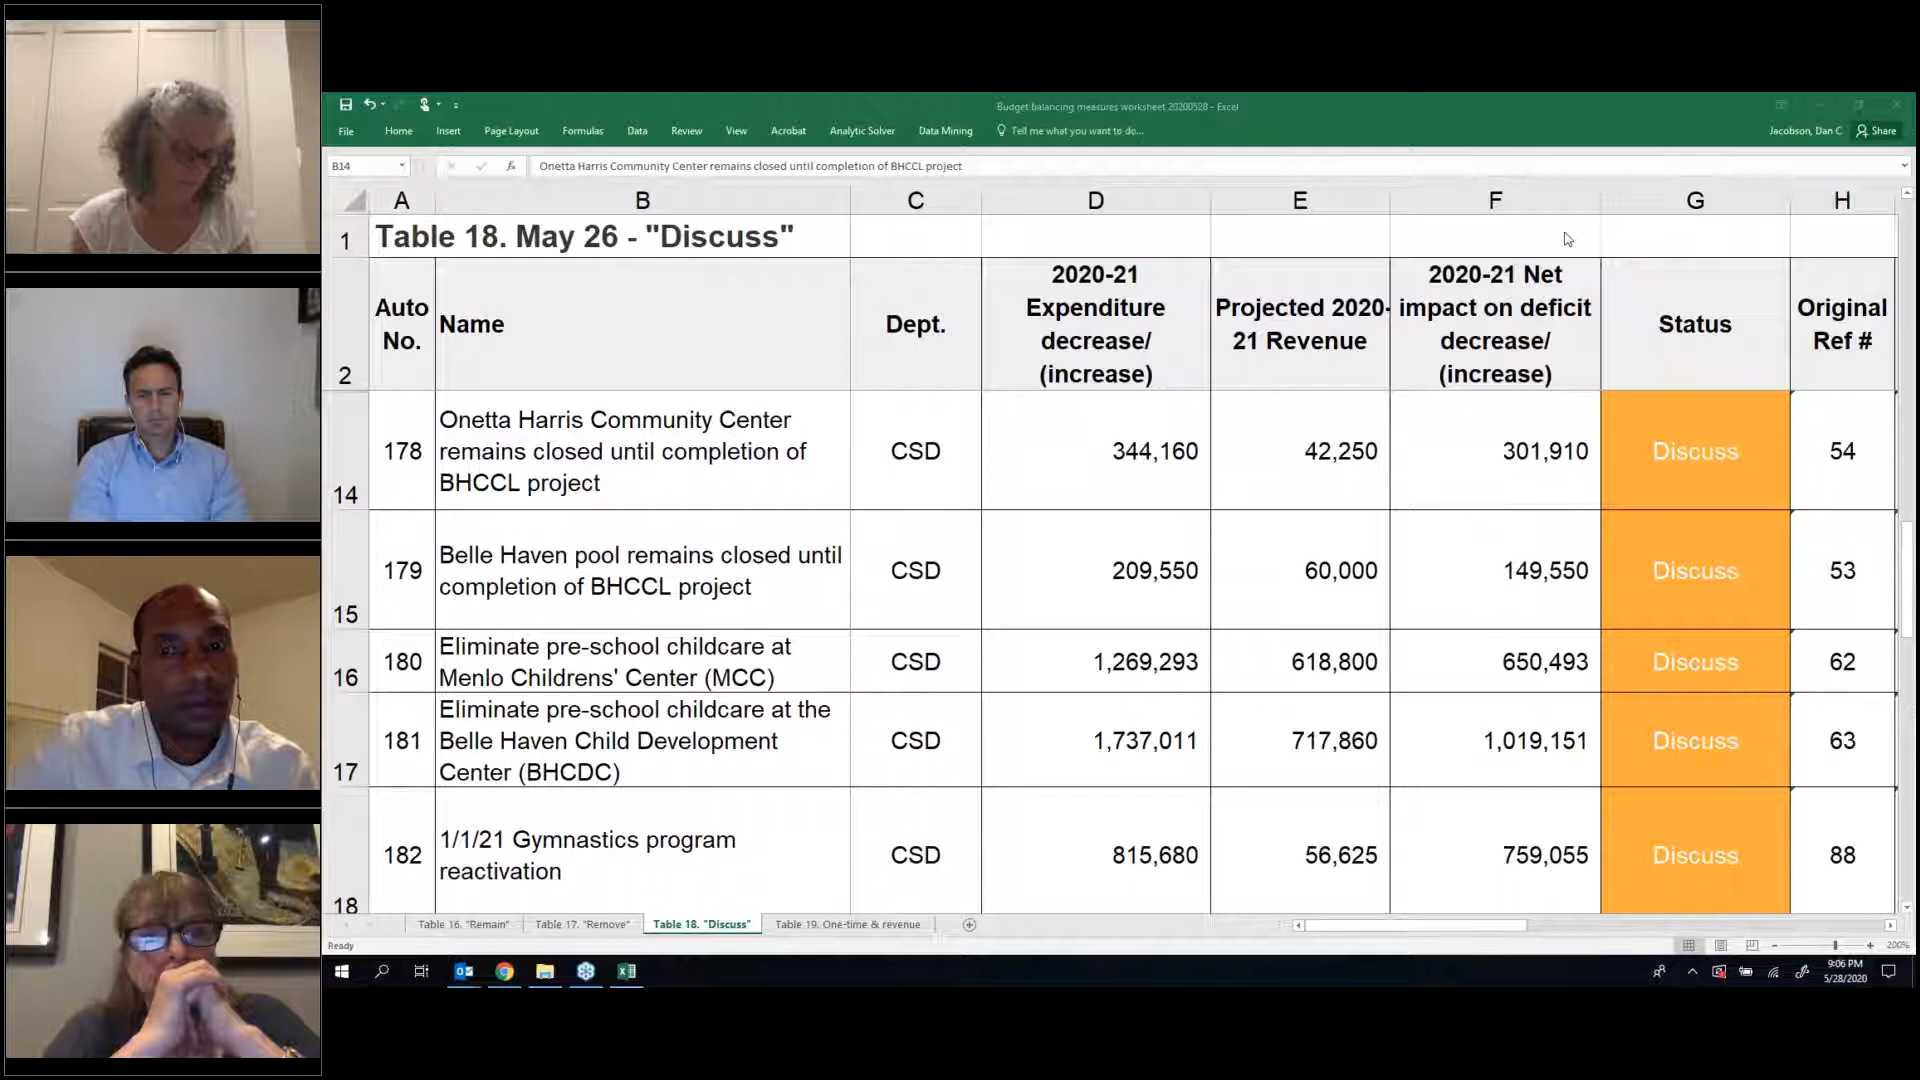 Budget balancing measures worksheet 20200528 - Excel
File Home Insert Page Layout Formulas Data Review View Acrobat Analytic Solver Data Mining Tell me what you want to do... Jacobson, Dan C Share
B14 fx Onetta Harris Community Center remains closed until completion of BHCCL project
A B C D E F G H
1 Table 18. May 26 - "Discuss"
2020-21 2020-21 Net
Auto Expenditure Projected 2020- impact on deficit Original
Name Dept. Status
No. decrease/ 21 Revenue decrease/ Ref #
2 (increase) (increase)
Onetta Harris Community Center
178 remains closed until completion of CSD 344,160 42,250 301,910 Discuss 54
BHCCL project
14
Belle Haven pool remains closed until
179 CSD 209,550 60,000 149,550 Discuss 53
completion of BHCCL project
15
Eliminate pre-school childcare at
180 CSD 1,269,293 618,800 650,493 Discuss 62
16 Menlo Childrens' Center (MCC)
Eliminate pre-school childcare at the
181 Belle Haven Child Development CSD 1,737,011 717,860 1,019,151 Discuss 63
17 Center (BHCDC)
1/1/21 Gymnastics program
182 CSD 815,680 56,625 759,055 Discuss 88
reactivation
18
Table 16. "Remain" Table 17. "Remove" Table 18. "Discuss" Table 19. One-time & revenue
Ready 200%
9:06 PM
5/28/2020